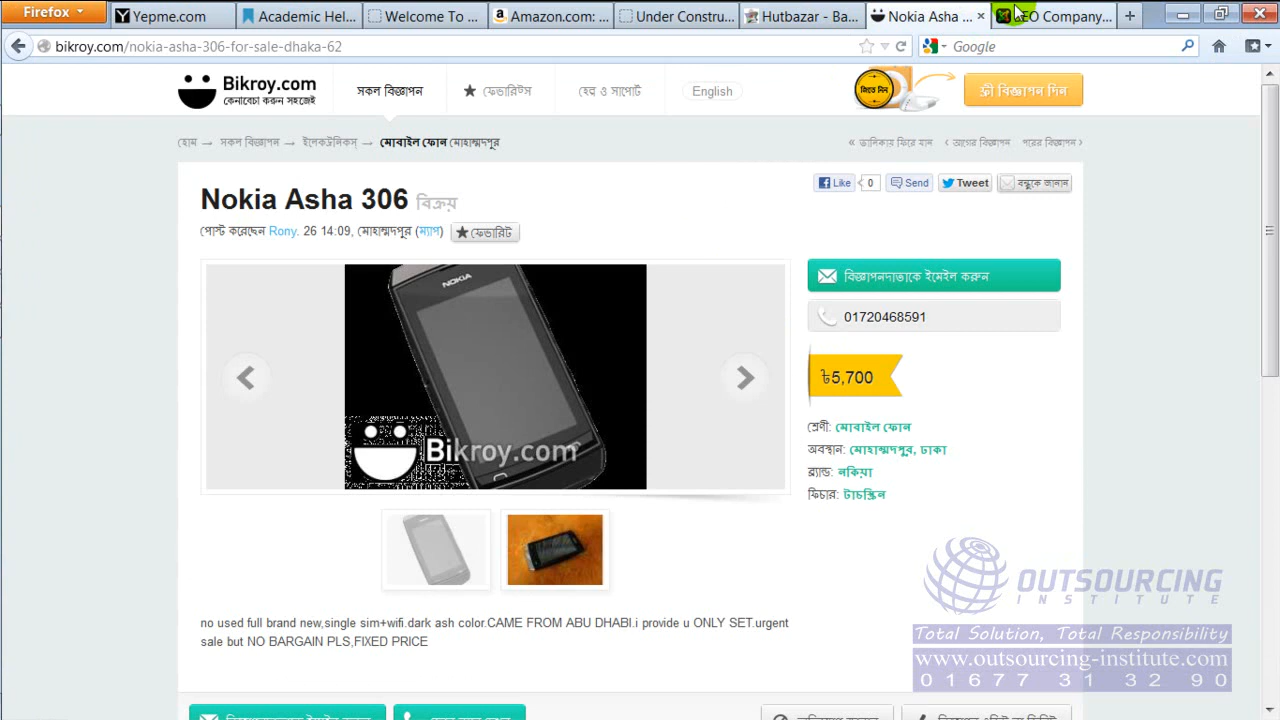 Firefox
Yepme.com
Academic Hel...
Welcome To ...
Amazon.com: ...
Under Constru...
Hutbazar - Ba...
Nokia Asha ...
SEO Company...
bikroy.com/nokia-asha-306-for-sale-dhaka-62
Google
Bikroy.com
কেনাবেচা করুন সহজেই
সকল বিজ্ঞাপন
ফেভারিটস
হেল্প ও সাপোর্ট
English
জিতে নিন
ফ্রী বিজ্ঞাপন দিন
হোম → সকল বিজ্ঞাপন → ইলেকট্রনিকস্ → মোবাইল ফোন মোহাম্মদপুর
« তালিকায় ফিরে যান ‹ আগের বিজ্ঞাপন পরের বিজ্ঞাপন ›
Like 0 Send Tweet বন্ধুকে জানান
Nokia Asha 306 বিক্রয়
পোস্ট করেছেন Rony. 26 14:09, মোহাম্মদপুর (ম্যাপ) ফেভারিট
NOKIA
Bikroy.com
বিজ্ঞাপনদাতাকে ইমেইল করুন
01720468591
৳5,700
শ্রেণী: মোবাইল ফোন
অবস্থান: মোহাম্মদপুর, ঢাকা
ব্র্যান্ড: নকিয়া
ফিচার: টাচস্ক্রিন
no used full brand new,single sim+wifi.dark ash color.CAME FROM ABU DHABI.i provide u ONLY SET.urgent
sale but NO BARGAIN PLS,FIXED PRICE
OUTSOURCING
INSTITUTE
Total Solution, Total Responsibility
www.outsourcing-institute.com
01677 31 32 90